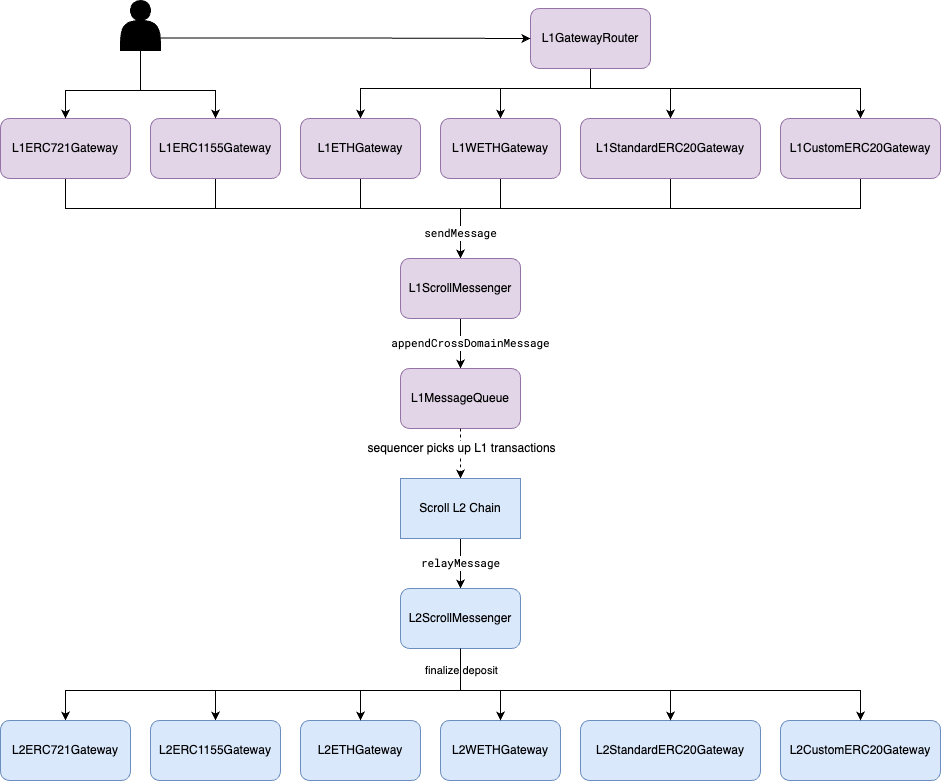 L1GatewayRouter
L1ERC721Gateway
L1ERC1155Gateway
L1ETHGateway
L1WETHGateway
L1StandardERC20Gateway
L1CustomERC20Gateway
sendMessage
L1ScrollMessenger
appendCrossDomainMessage
L1MessageQueue
sequencer picks up L1 transactions
Scroll L2 Chain
relayMessage
L2ScrollMessenger
finalize deposit
L2ERC721Gateway
L2ERC1155Gateway
L2ETHGateway
L2WETHGateway
L2StandardERC20Gateway
L2CustomERC20Gateway